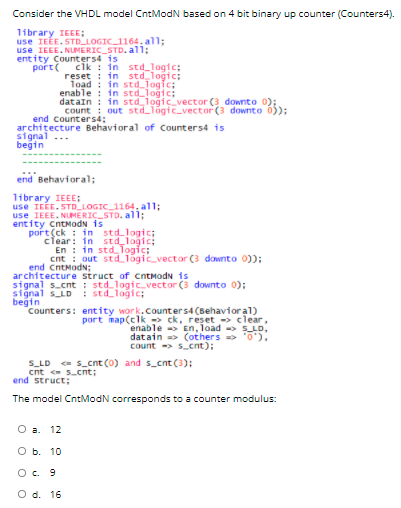 Consider the VHDL model CntModN based on 4 bit binary up counter (Counters4).
library IEEE;
use IEEE.STD_LOGIC_1164.all;
use IEEE.NUMERIC_STD.all;
entity Counters4 is
port( clk : in std_logic;
reset : in std_logic;
load : in std_logic;
enable : in std_logic;
dataIn : in std_logic_vector(3 downto 0);
count : out std_logic_vector(3 downto 0));
end Counters4;
architecture Behavioral of Counters4 is
signal ...
begin
----------------
----------------
...
end Behavioral;
library IEEE;
use IEEE.STD_LOGIC_1164.all;
use IEEE.NUMERIC_STD.all;
entity CntModN is
port(ck : in std_logic;
Clear: in std_logic;
En : in std_logic;
cnt : out std_logic_vector(3 downto 0));
end CntModN;
architecture Struct of CntModN is
signal s_cnt : std_logic_vector(3 downto 0);
signal S_LD : std_logic;
begin
Counters: entity work.Counters4(Behavioral)
port map(clk => ck, reset => Clear,
enable => En,load => S_LD,
datain => (others => '0'),
count => s_cnt);
S_LD <= s_cnt(0) and s_cnt(3);
cnt <= s_cnt;
end Struct;
The model CntModN corresponds to a counter modulus:
a. 12
b. 10
c. 9
d. 16